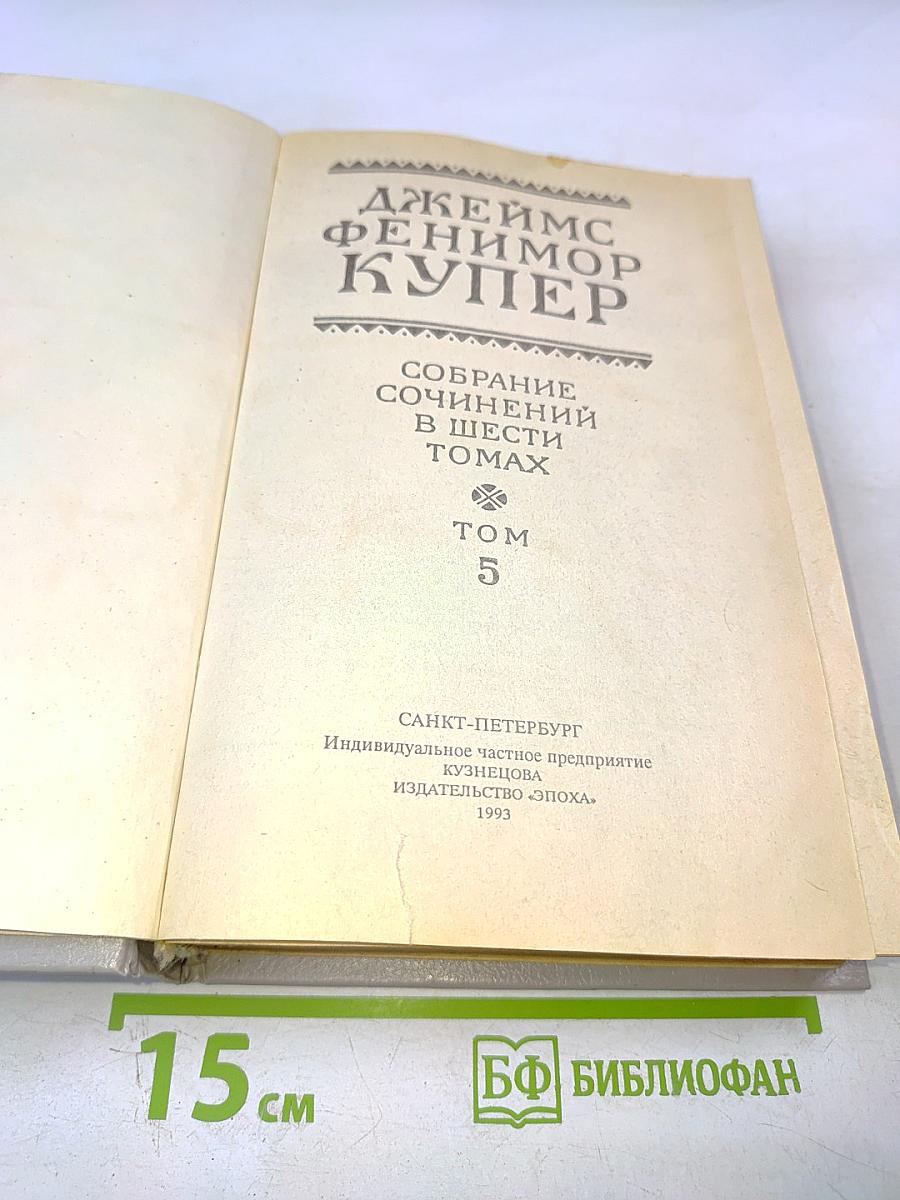 ДЖЕЙМС
ФЕНИМОР
КУПЕР
СОБРАНИЕ
СОЧИНЕНИЙ
В ШЕСТИ
ТОМАХ
ТОМ
5
САНКТ-ПЕТЕРБУРГ
Индивидуальное частное предприятие
КУЗНЕЦОВА
ИЗДАТЕЛЬСТВО «ЭПОХА»
1993
15 см
БФ БИБЛИОФАН